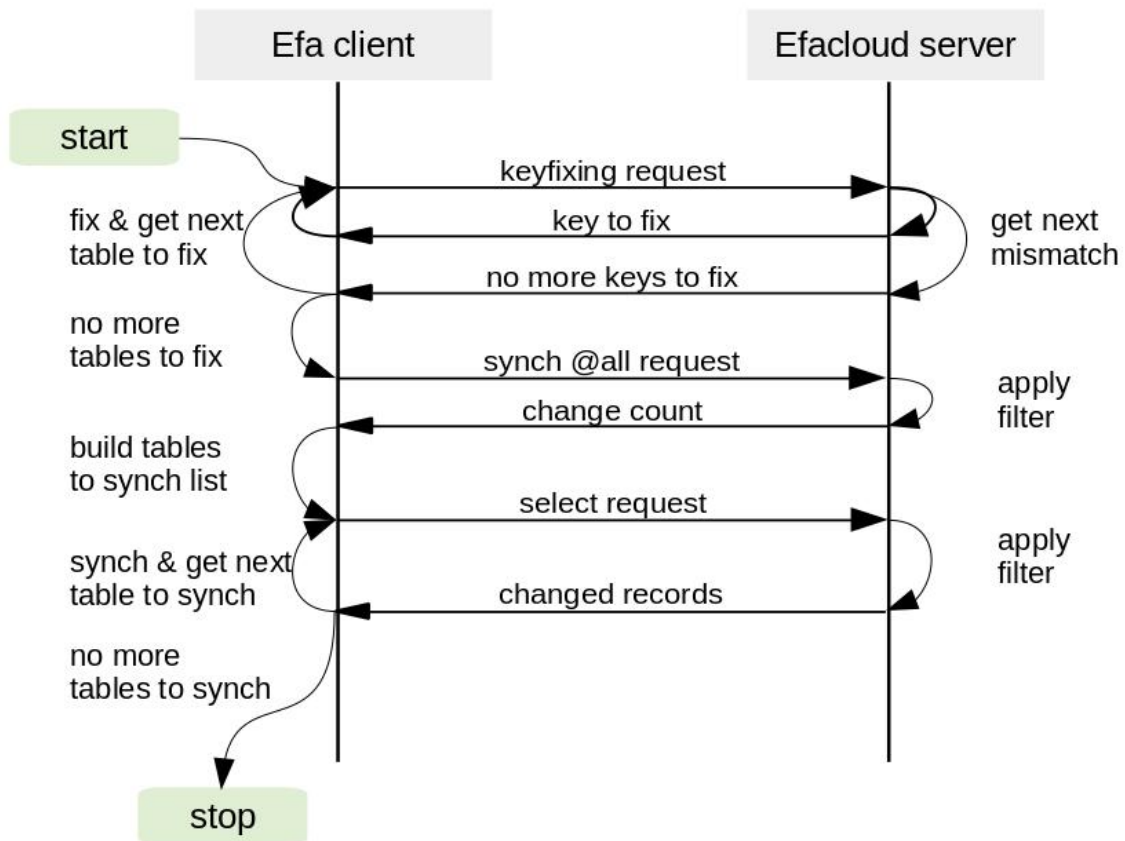 Efa client
Efacloud server
start
keyfixing request
fix & get next
table to fix
key to fix
get next
mismatch
no more keys to fix
no more
tables to fix
synch @all request
apply
filter
change count
build tables
to synch list
select request
apply
filter
synch & get next
table to synch
changed records
no more
tables to synch
stop